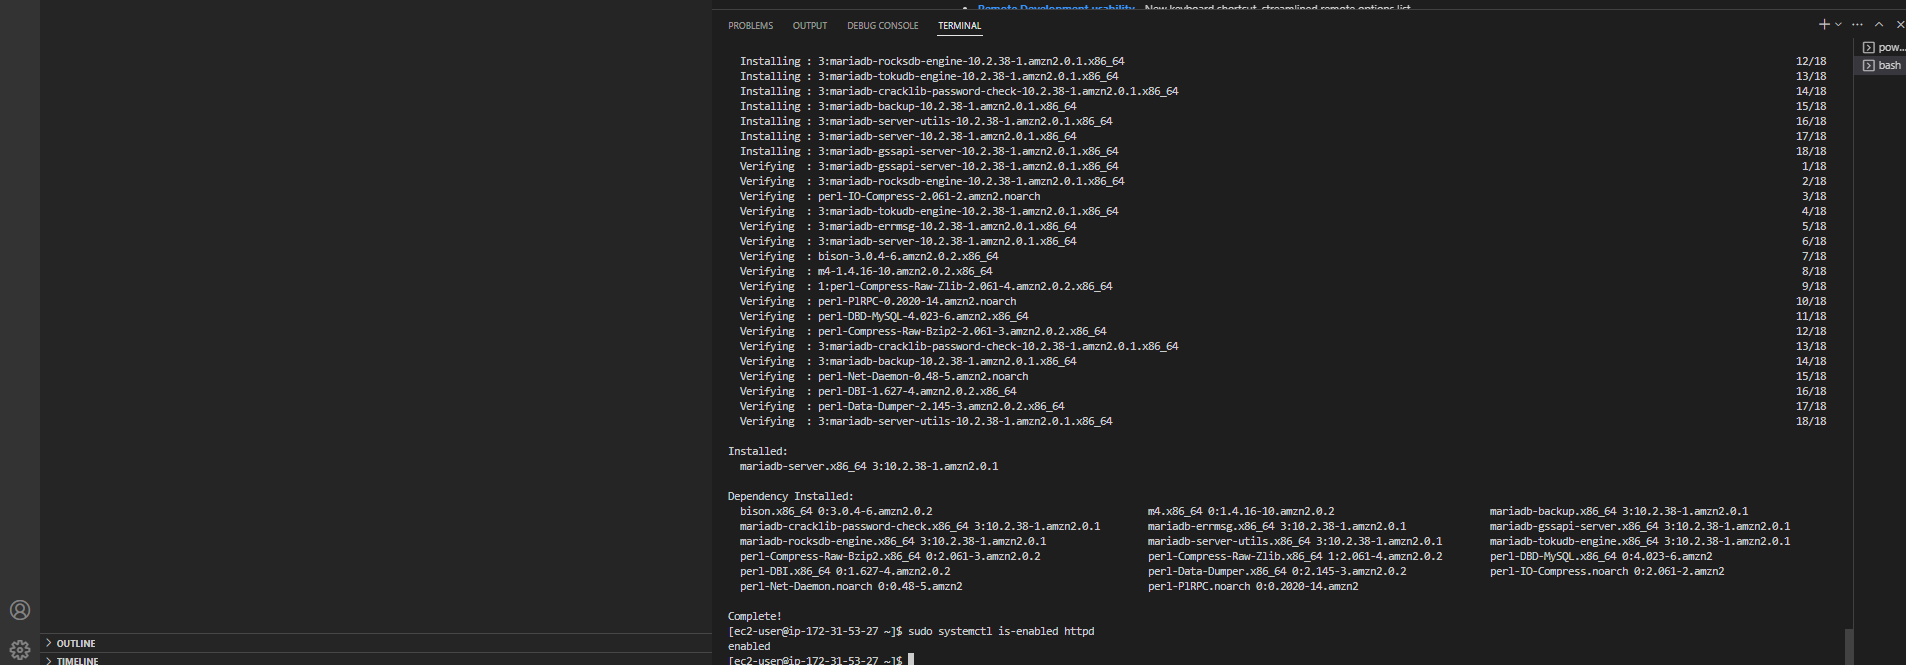 Remote Development usability - New keyboard shortcut, streamlined remote options list.
PROBLEMS OUTPUT DEBUG CONSOLE TERMINAL
pow...
bash
Installing : 3:mariadb-rocksdb-engine-10.2.38-1.amzn2.0.1.x86_64 12/18
Installing : 3:mariadb-tokudb-engine-10.2.38-1.amzn2.0.1.x86_64 13/18
Installing : 3:mariadb-cracklib-password-check-10.2.38-1.amzn2.0.1.x86_64 14/18
Installing : 3:mariadb-backup-10.2.38-1.amzn2.0.1.x86_64 15/18
Installing : 3:mariadb-server-utils-10.2.38-1.amzn2.0.1.x86_64 16/18
Installing : 3:mariadb-server-10.2.38-1.amzn2.0.1.x86_64 17/18
Installing : 3:mariadb-gssapi-server-10.2.38-1.amzn2.0.1.x86_64 18/18
Verifying : 3:mariadb-gssapi-server-10.2.38-1.amzn2.0.1.x86_64 1/18
Verifying : 3:mariadb-rocksdb-engine-10.2.38-1.amzn2.0.1.x86_64 2/18
Verifying : perl-IO-Compress-2.061-2.amzn2.noarch 3/18
Verifying : 3:mariadb-tokudb-engine-10.2.38-1.amzn2.0.1.x86_64 4/18
Verifying : 3:mariadb-errmsg-10.2.38-1.amzn2.0.1.x86_64 5/18
Verifying : 3:mariadb-server-10.2.38-1.amzn2.0.1.x86_64 6/18
Verifying : bison-3.0.4-6.amzn2.0.2.x86_64 7/18
Verifying : m4-1.4.16-10.amzn2.0.2.x86_64 8/18
Verifying : 1:perl-Compress-Raw-Zlib-2.061-4.amzn2.0.2.x86_64 9/18
Verifying : perl-PlRPC-0.2020-14.amzn2.noarch 10/18
Verifying : perl-DBD-MySQL-4.023-6.amzn2.x86_64 11/18
Verifying : perl-Compress-Raw-Bzip2-2.061-3.amzn2.0.2.x86_64 12/18
Verifying : 3:mariadb-cracklib-password-check-10.2.38-1.amzn2.0.1.x86_64 13/18
Verifying : 3:mariadb-backup-10.2.38-1.amzn2.0.1.x86_64 14/18
Verifying : perl-Net-Daemon-0.48-5.amzn2.noarch 15/18
Verifying : perl-DBI-1.627-4.amzn2.0.2.x86_64 16/18
Verifying : perl-Data-Dumper-2.145-3.amzn2.0.2.x86_64 17/18
Verifying : 3:mariadb-server-utils-10.2.38-1.amzn2.0.1.x86_64 18/18
Installed:
mariadb-server.x86_64 3:10.2.38-1.amzn2.0.1
Dependency Installed:
bison.x86_64 0:3.0.4-6.amzn2.0.2 m4.x86_64 0:1.4.16-10.amzn2.0.2 mariadb-backup.x86_64 3:10.2.38-1.amzn2.0.1
mariadb-cracklib-password-check.x86_64 3:10.2.38-1.amzn2.0.1 mariadb-errmsg.x86_64 3:10.2.38-1.amzn2.0.1 mariadb-gssapi-server.x86_64 3:10.2.38-1.amzn2.0.1
mariadb-rocksdb-engine.x86_64 3:10.2.38-1.amzn2.0.1 mariadb-server-utils.x86_64 3:10.2.38-1.amzn2.0.1 mariadb-tokudb-engine.x86_64 3:10.2.38-1.amzn2.0.1
perl-Compress-Raw-Bzip2.x86_64 0:2.061-3.amzn2.0.2 perl-Compress-Raw-Zlib.x86_64 1:2.061-4.amzn2.0.2 perl-DBD-MySQL.x86_64 0:4.023-6.amzn2
perl-DBI.x86_64 0:1.627-4.amzn2.0.2 perl-Data-Dumper.x86_64 0:2.145-3.amzn2.0.2 perl-IO-Compress.noarch 0:2.061-2.amzn2
perl-Net-Daemon.noarch 0:0.48-5.amzn2 perl-PlRPC.noarch 0:0.2020-14.amzn2
Complete!
[ec2-user@ip-172-31-53-27 ~]$ sudo systemctl is-enabled httpd
enabled
[ec2-user@ip-172-31-53-27 ~]$
OUTLINE
TIMELINE